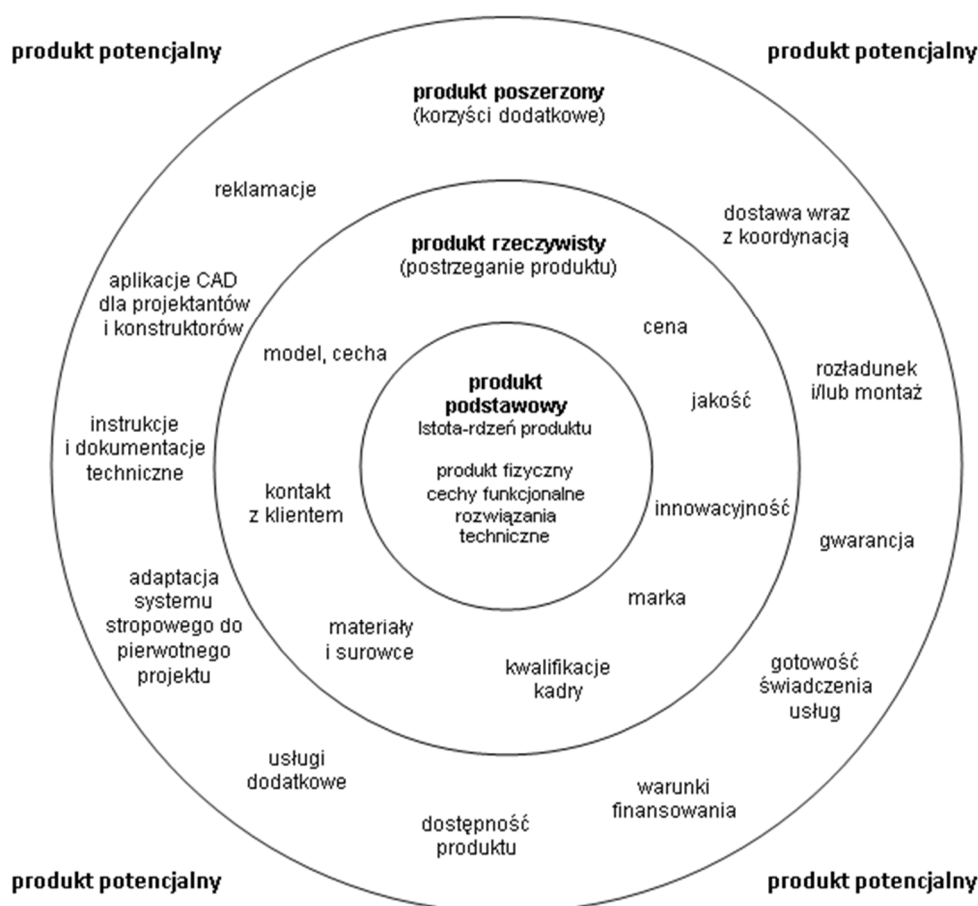 produkt potencjalny
produkt potencjalny
produkt poszerzony
(korzyści dodatkowe)
reklamacje
dostawa wraz
z koordynacją
produkt rzeczywisty
(postrzeganie produktu)
aplikacje CAD
dla projektantów
i konstruktorów
cena
model, cecha
rozładunek
i/lub montaż
produkt
podstawowy
Istota-rdzeń produktu
jakość
instrukcje
i dokumentacje
techniczne
produkt fizyczny
cechy funkcjonalne
rozwiązania
techniczne
kontakt
z klientem
innowacyjność
gwarancja
adaptacja
systemu
stropowego do
pierwotnego
projektu
marka
materiały
i surowce
kwalifikacje
kadry
gotowość
świadczenia
usług
usługi
dodatkowe
warunki
finansowania
dostępność
produktu
produkt potencjalny
produkt potencjalny